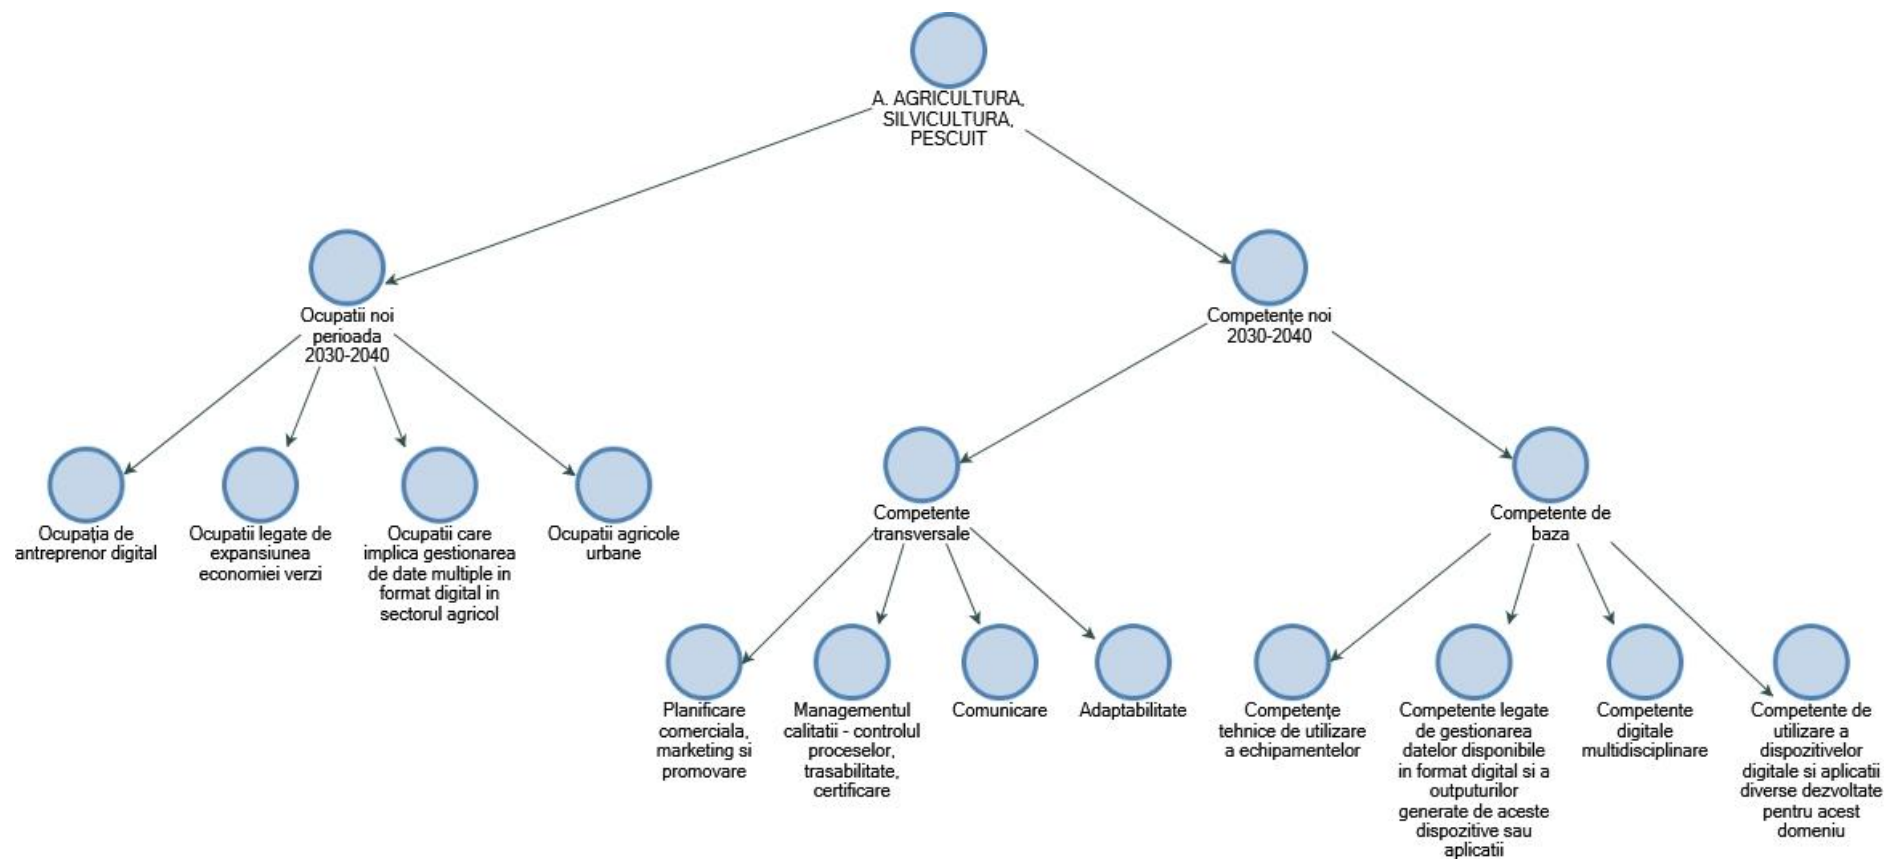 A. AGRICULTURA,
SILVICULTURA,
PESCUIT
Ocupatii noi
perioada
2030-2040
Competențe noi
2030-2040
Ocupația de
antreprenor digital
Ocupatii legate de
expansiunea
economiei verzi
Ocupatii care
implica gestionarea
de date multiple in
format digital in
sectorul agricol
Ocupatii agricole
urbane
Competente
transversale
Competente de
baza
Planificare
comerciala,
marketing si
promovare
Managementul
calitatii - controlul
proceselor,
trasabilitate,
certificare
Comunicare
Adaptabilitate
Competențe
tehnice de utilizare
a echipamentelor
Competente legate
de gestionarea
datelor disponibile
in format digital si a
outputurilor
generate de aceste
dispozitive sau
aplicatii
Competente
digitale
multidisciplinare
Competente de
utilizare a
dispozitivelor
digitale si aplicatii
diverse dezvoltate
pentru acest
domeniu